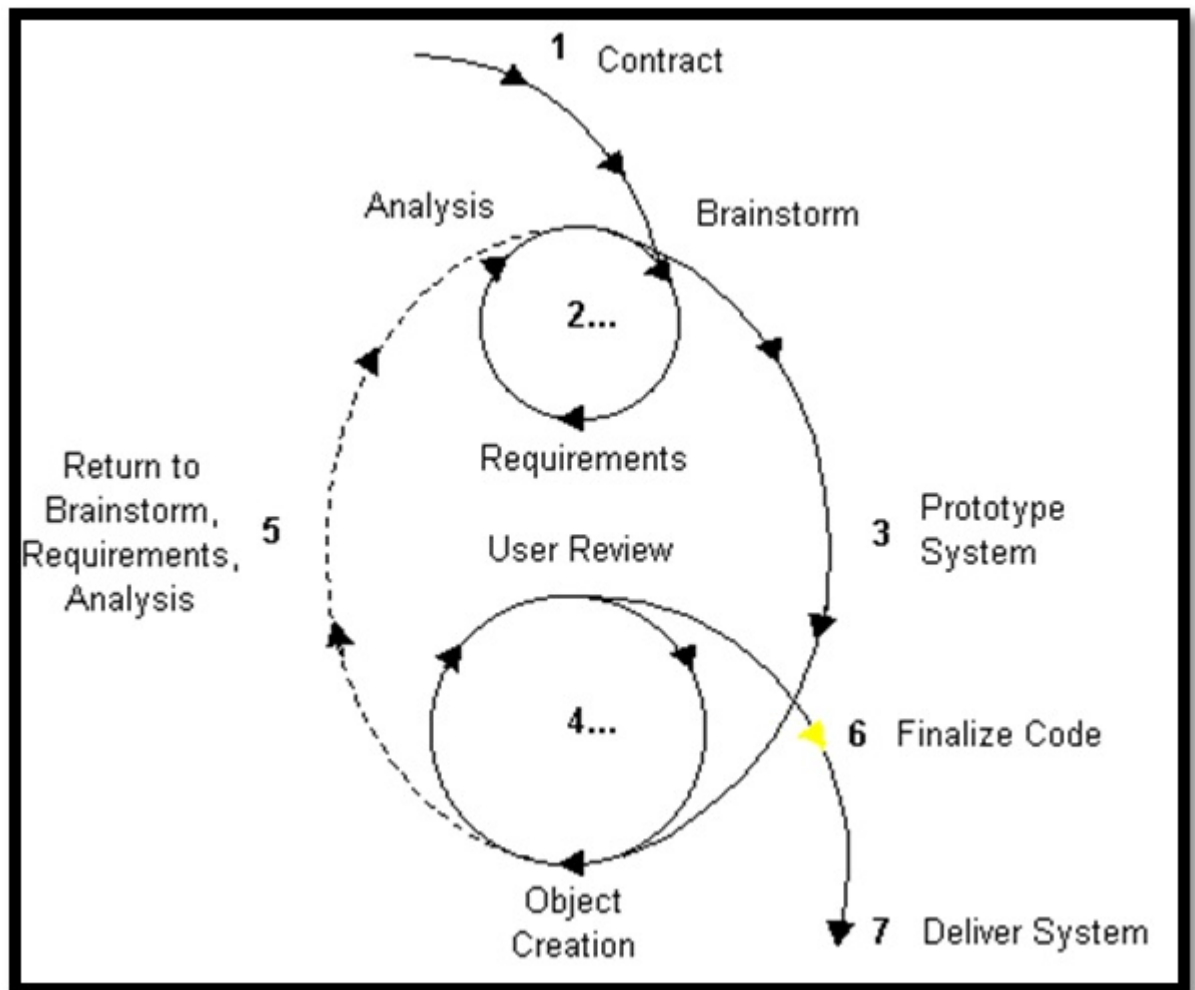 1 Contract
Analysis
Brainstorm
2...
Requirements
Return to
Brainstorm,
Requirements,
Analysis
5
User Review
3 Prototype
System
4...
6 Finalize Code
Object
Creation
7 Deliver System